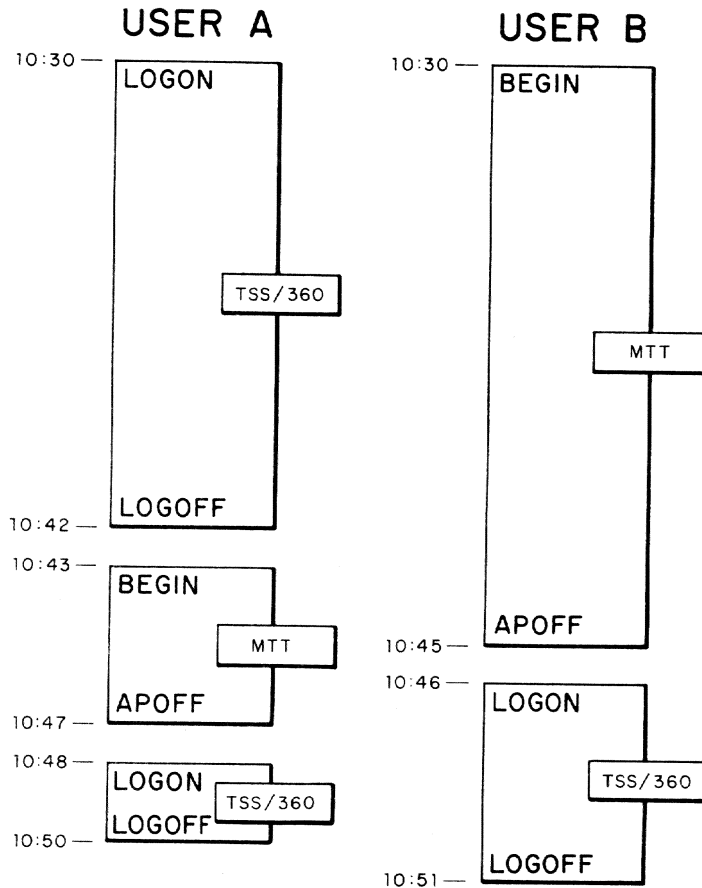 USER A
10:30
LOGON
TSS/360
LOGOFF
10:42
10:43
BEGIN
MTT
APOFF
10:47
10:48
LOGON
TSS/360
LOGOFF
10:50
USER B
10:30
BEGIN
MTT
APOFF
10:45
10:46
LOGON
TSS/360
LOGOFF
10:51